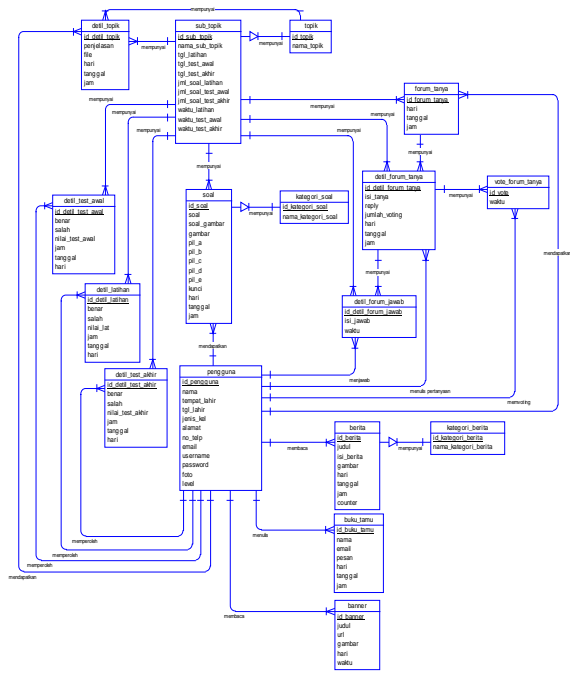 mempunyai
detil_topik
id_detil_topik
penjelasan
file
hari
tanggal
jam
mempunyai
sub_topik
id_sub_topik
nama_sub_topik
tgl_latihan
tgl_test_awal
tgl_test_akhir
jml_soal_latihan
jml_soal_test_awal
jml_soal_test_akhir
waktu_latihan
waktu_test_awal
waktu_test_akhir
mempunyai
topik
id_topik
nama_topik
mempunyai
mempunyai
mempunyai
mempunyai
mempunyai
mempunyai
mempunyai
forum_tanya
id_forum_tanya
hari
tanggal
jam
mempunyai
detil_forum_tanya
id_detil_forum_tanya
isi_tanya
reply
jumlah_voting
hari
tanggal
jam
mempunyai
vote_forum_tanya
id_vote
waktu
mendapatkan
detil_test_awal
id_detil_test_awal
benar
salah
nilai_test_awal
jam
tanggal
hari
soal
id_soal
soal
soal_gambar
gambar
pil_a
pil_b
pil_c
pil_d
pil_e
kunci
hari
tanggal
jam
mempunyai
kategori_soal
id_kategori_soal
nama_kategori_soal
mempunyai
detil_latihan
id_detil_latihan
benar
salah
nilai_lat
jam
tanggal
hari
detil_forum_jawab
id_detil_forum_jawab
isi_jawab
waktu
mendapatkan
detil_test_akhir
id_detil_test_akhir
benar
salah
nilai_test_akhir
jam
tanggal
hari
pengguna
id_pengguna
nama
tempat_lahir
tgl_lahir
jenis_kel
alamat
no_telp
email
username
password
foto
level
menjawab
menulis pertanyaan
memvoting
membaca
berita
id_berita
judul
isi_berita
gambar
hari
tanggal
jam
counter
mempunyai
kategori_berita
id_kategori_berita
nama_kategori_berita
menulis
buku_tamu
id_buku_tamu
nama
email
pesan
hari
tanggal
jam
memperoleh
memperoleh
memperoleh
mendapatkan
membaca
banner
id_banner
judul
url
gambar
hari
waktu